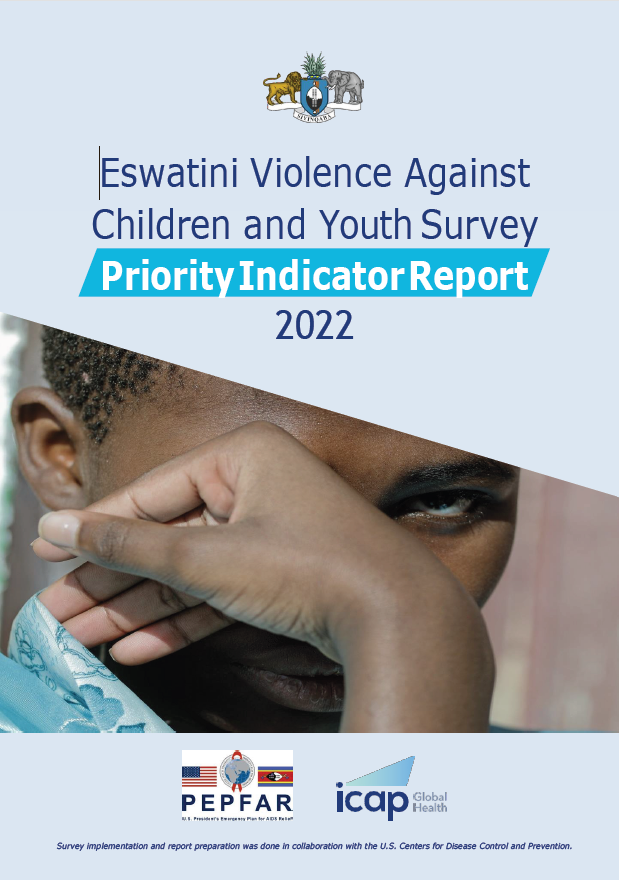 SIYINQABA
Eswatini Violence Against
Children and Youth Survey
Priority Indicator Report
2022
PEPFAR
U.S. President's Emergency Plan for AIDS Relief
icap Global
Health
Survey implementation and report preparation was done in collaboration with the U.S. Centers for Disease Control and Prevention.